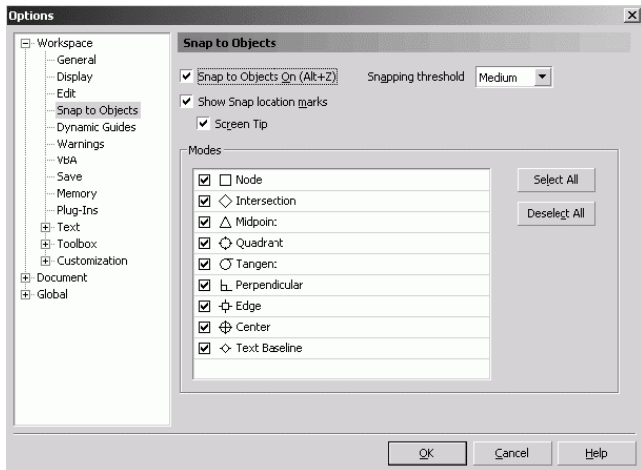 Options
Workspace
General
Display
Edit
Snap to Objects
Dynamic Guides
Warnings
VBA
Save
Memory
Plug-Ins
Text
Toolbox
Customization
Document
Global
Snap to Objects
Snap to Objects On (Alt+Z)
Snapping threshold
Medium
Show Snap location marks
Screen Tip
Modes
Node
Intersection
Midpoint
Quadrant
Tangent
Perpendicular
Edge
Center
Text Baseline
Select All
Deselect All
OK
Cancel
Help